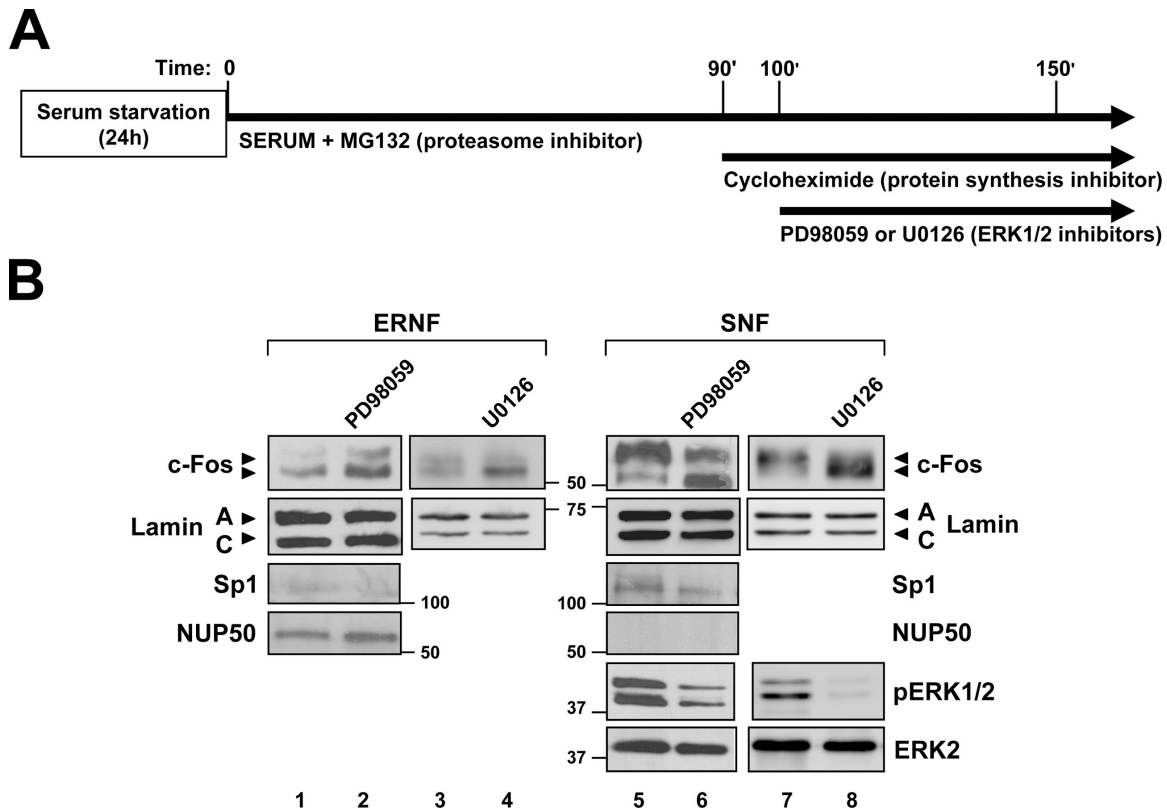 A
Time: 0 90' 100' 150'
Serum starvation
(24h)
SERUM + MG132 (proteasome inhibitor)
Cycloheximide (protein synthesis inhibitor)
PD98059 or U0126 (ERK1/2 inhibitors)
B
ERNF SNF
PD98059 U0126 PD98059 U0126
c-Fos c-Fos
50
75
Lamin A A Lamin
C C
Sp1 Sp1
100 100
NUP50 NUP50
50 50
pERK1/2
37
ERK2
37
1 2 3 4 5 6 7 8